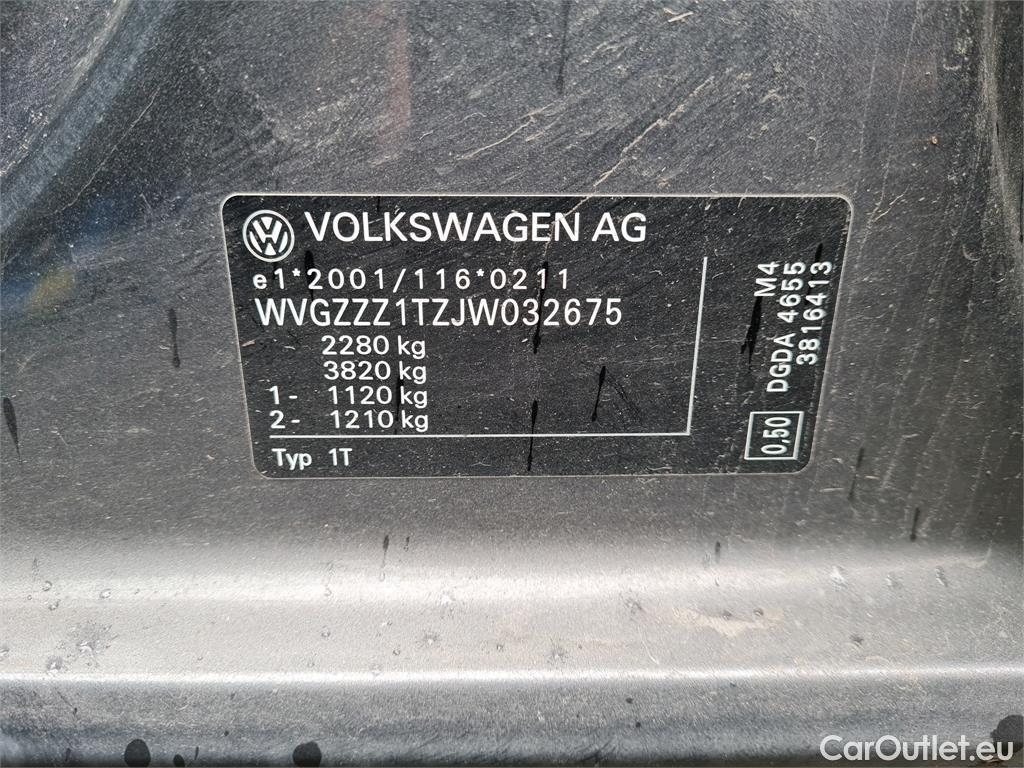 VW VOLKSWAGEN AG
e1*2001/116*0211
WVGZZZ1TZJW032675
2280 kg
3820 kg
1- 1120 kg
2- 1210 kg
Typ 1T
M4
DGDA 4655
3816413
0,50
CarOutlet.eu